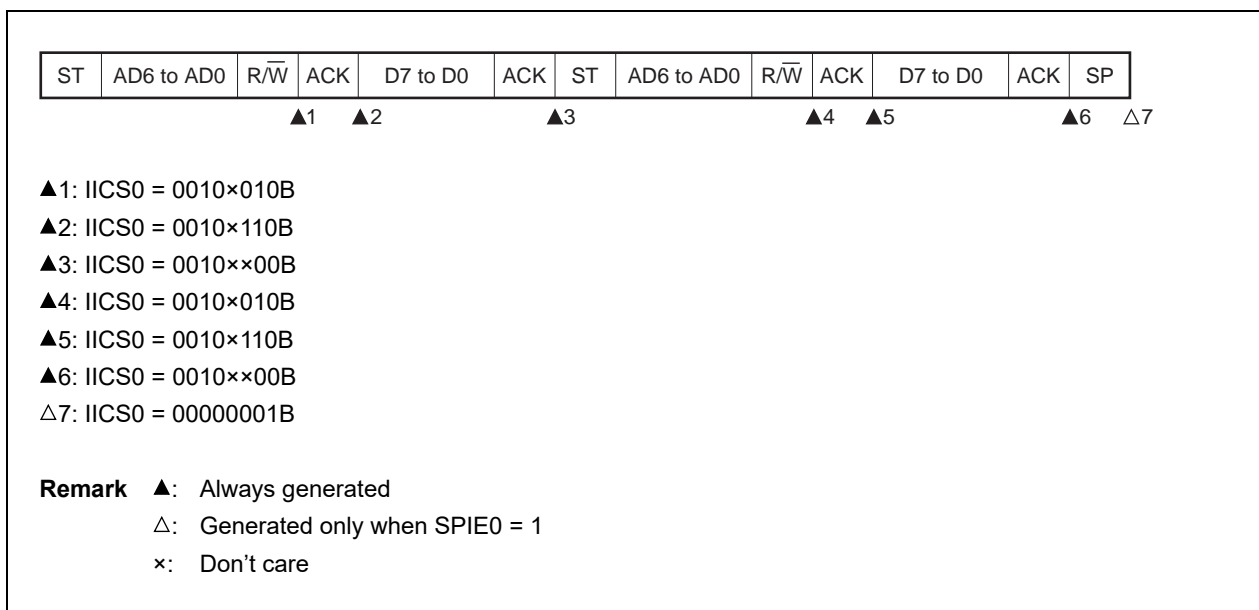 ST AD6 to AD0 R/W̅ ACK D7 to D0 ACK ST AD6 to AD0 R/W̅ ACK D7 to D0 ACK SP
▲1 ▲2 ▲3 ▲4 ▲5 ▲6 △7
▲1: IICS0 = 0010×010B
▲2: IICS0 = 0010×110B
▲3: IICS0 = 0010××00B
▲4: IICS0 = 0010×010B
▲5: IICS0 = 0010×110B
▲6: IICS0 = 0010××00B
△7: IICS0 = 00000001B
Remark ▲: Always generated
△: Generated only when SPIE0 = 1
×: Don’t care